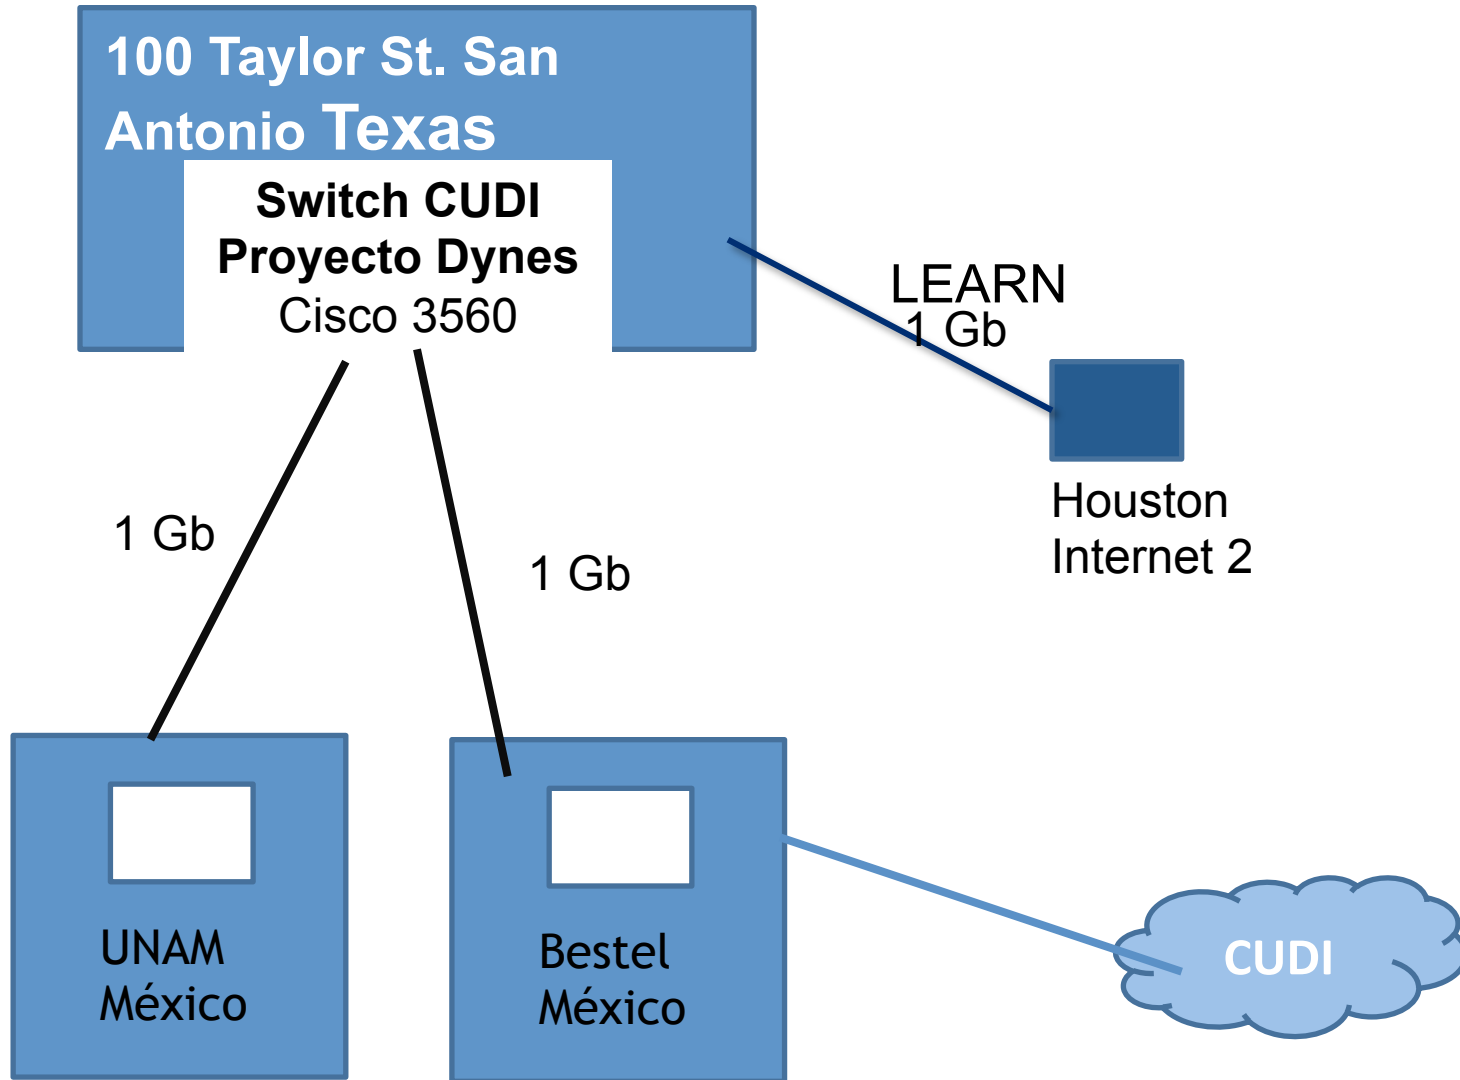 100 Taylor St. San
Antonio Texas
Switch CUDI
Proyecto Dynes
Cisco 3560
LEARN
1 Gb
Houston
Internet 2
1 Gb
1 Gb
UNAM
México
Bestel
México
CUDI